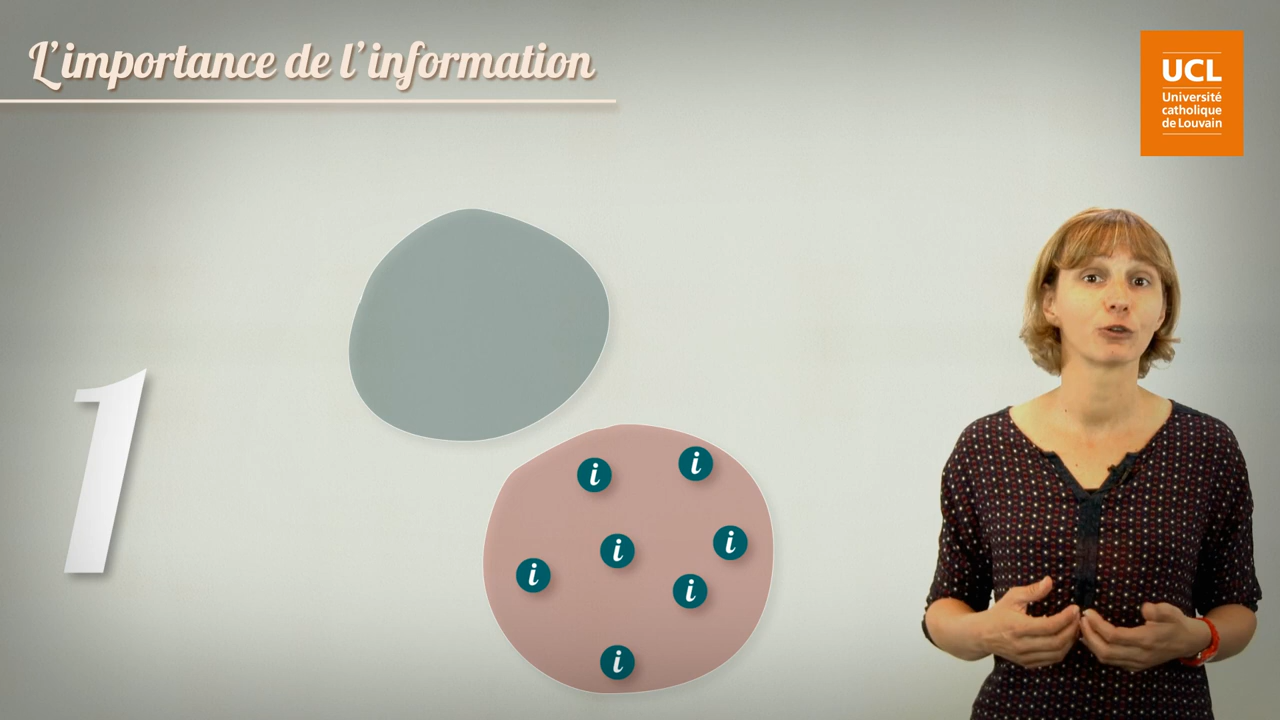 L'importance de l'information
UCL
Université
catholique
de Louvain
1
i
i
i
i
i
i
i